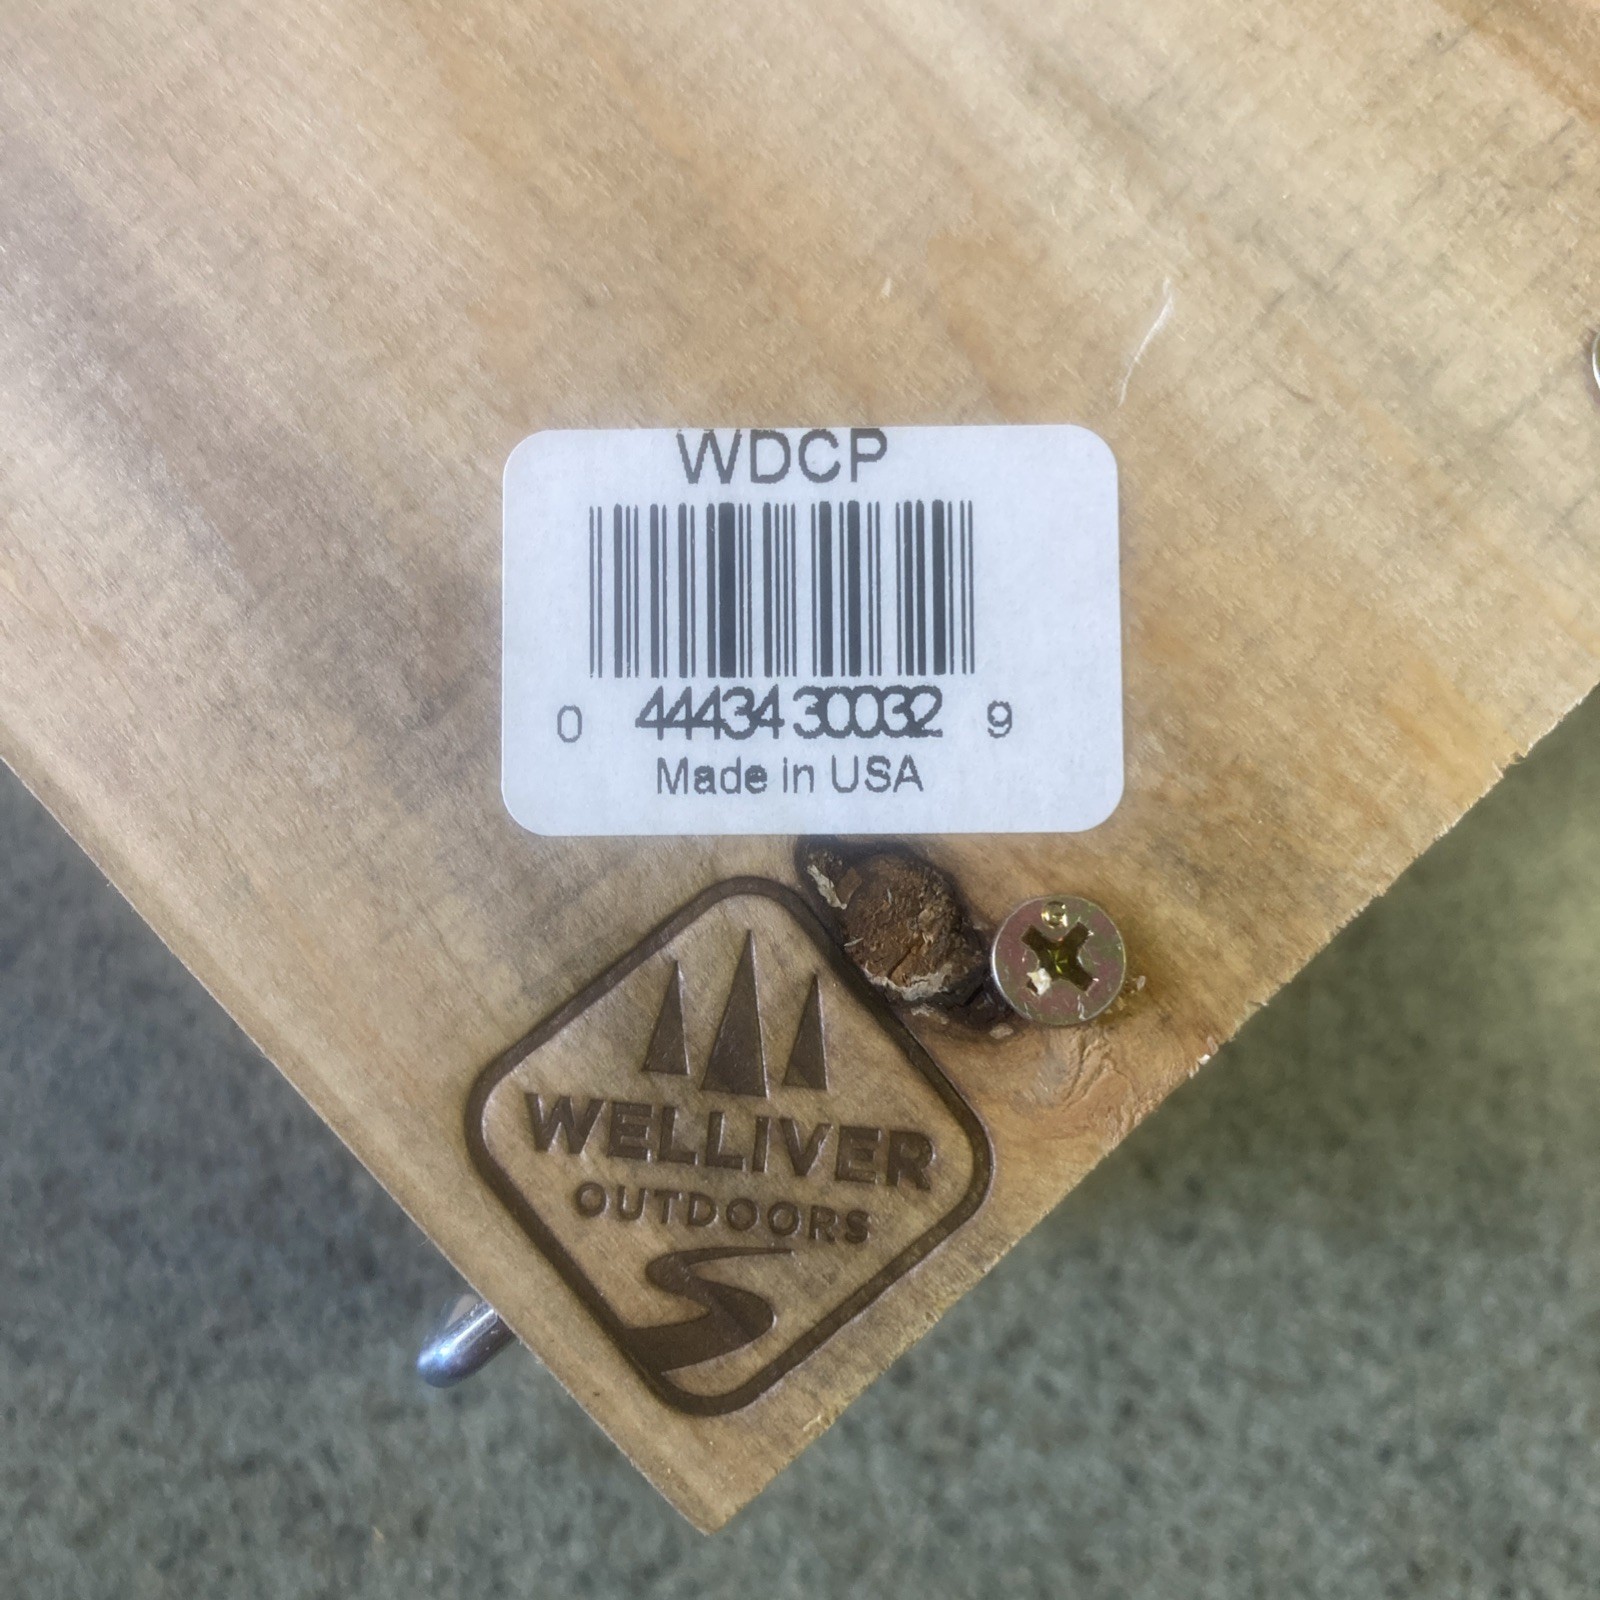 WDCP
0 44434 30032 9
Made in USA
WELLIVER
OUTDOORS